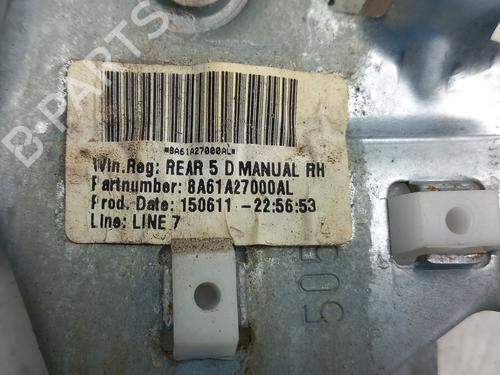 *8A61A27000AL*
Win.Reg: REAR 5 D MANUAL RH
Partnumber: 8A61A27000AL
Prod. Date: 150611 -22:56:53
Line: LINE 7
505
B-PARTS